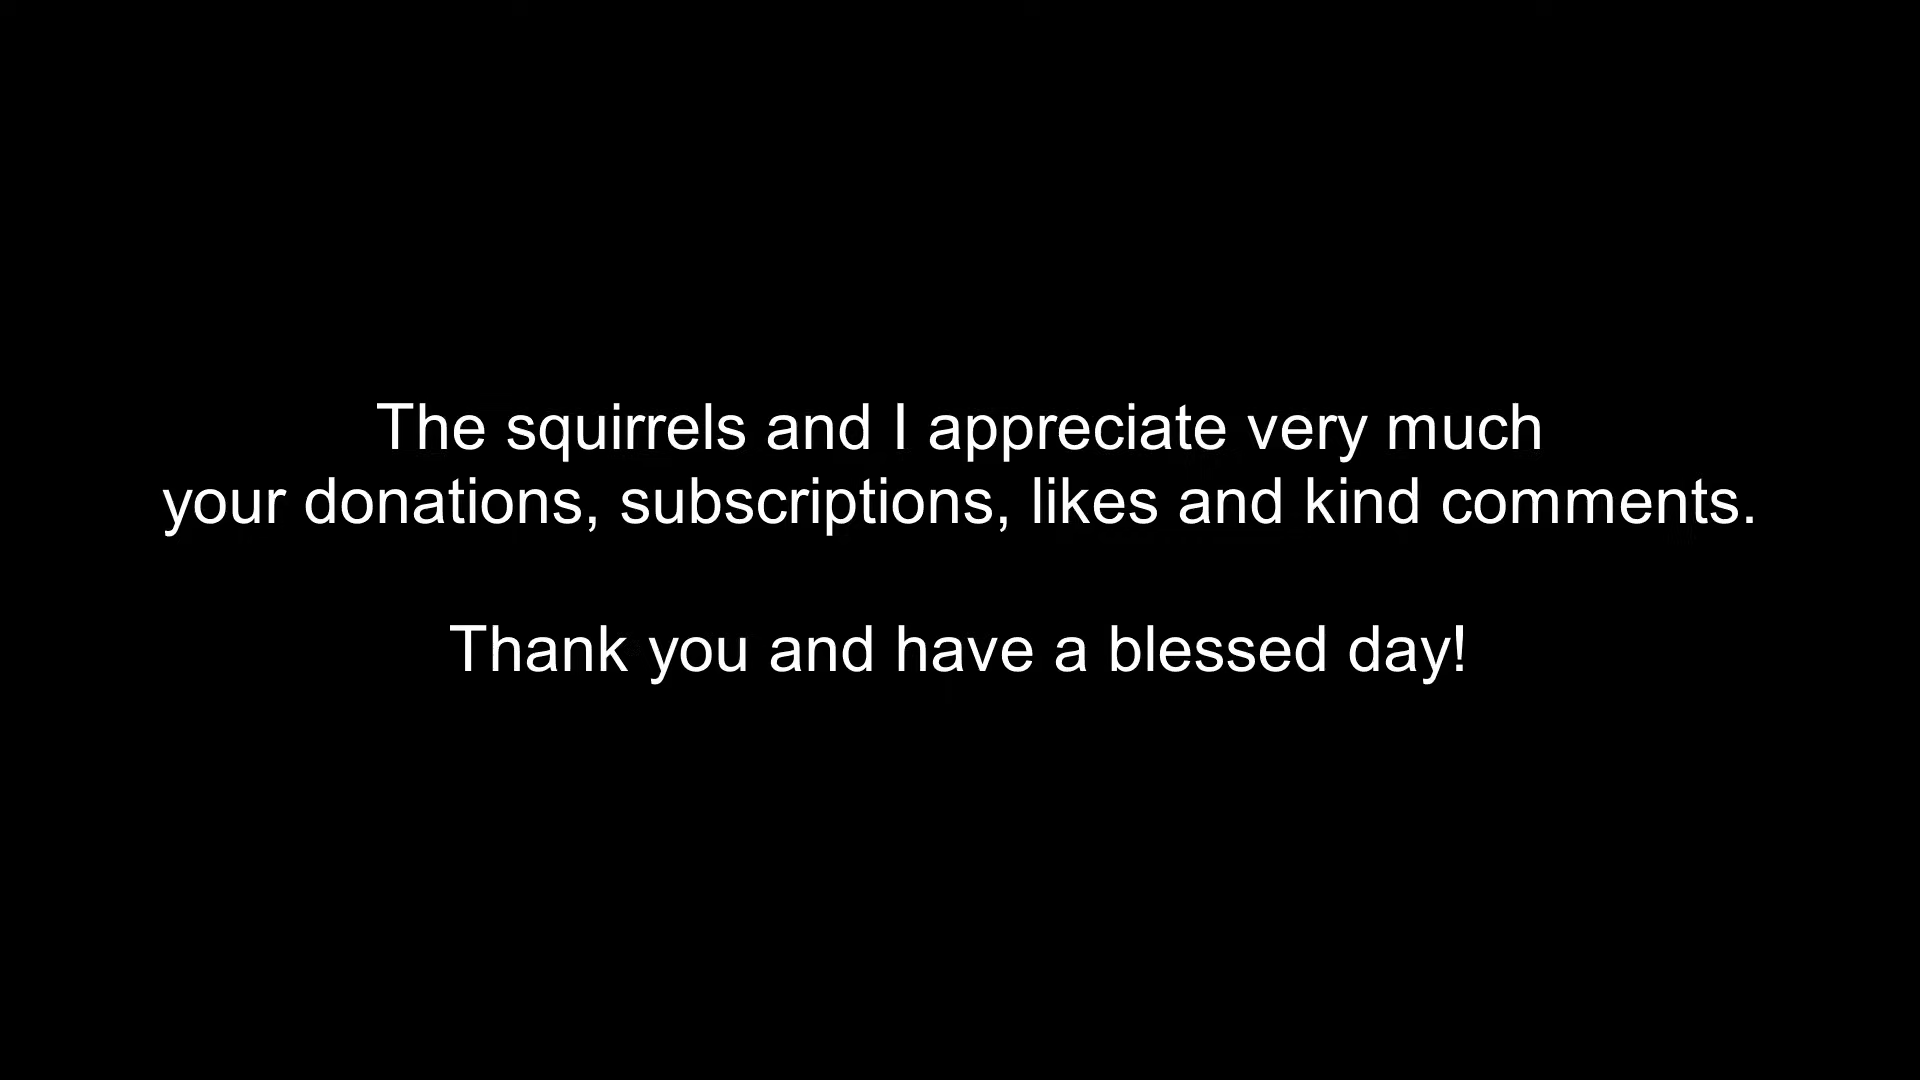 The squirrels and I appreciate very much
your donations, subscriptions, likes and kind comments.
Thank you and have a blessed day!